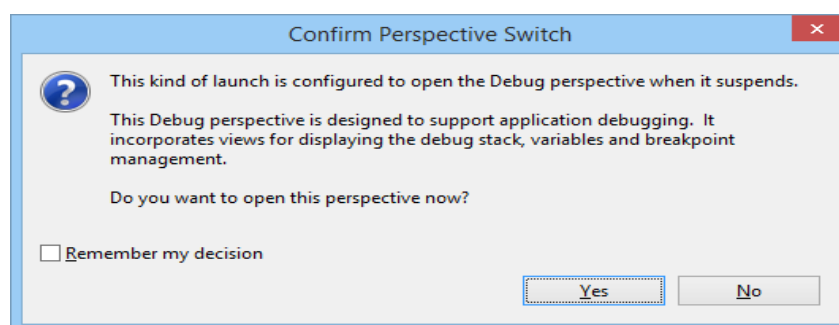 Confirm Perspective Switch
This kind of launch is configured to open the Debug perspective when it suspends.
This Debug perspective is designed to support application debugging. It
incorporates views for displaying the debug stack, variables and breakpoint
management.
Do you want to open this perspective now?
Remember my decision
Yes No